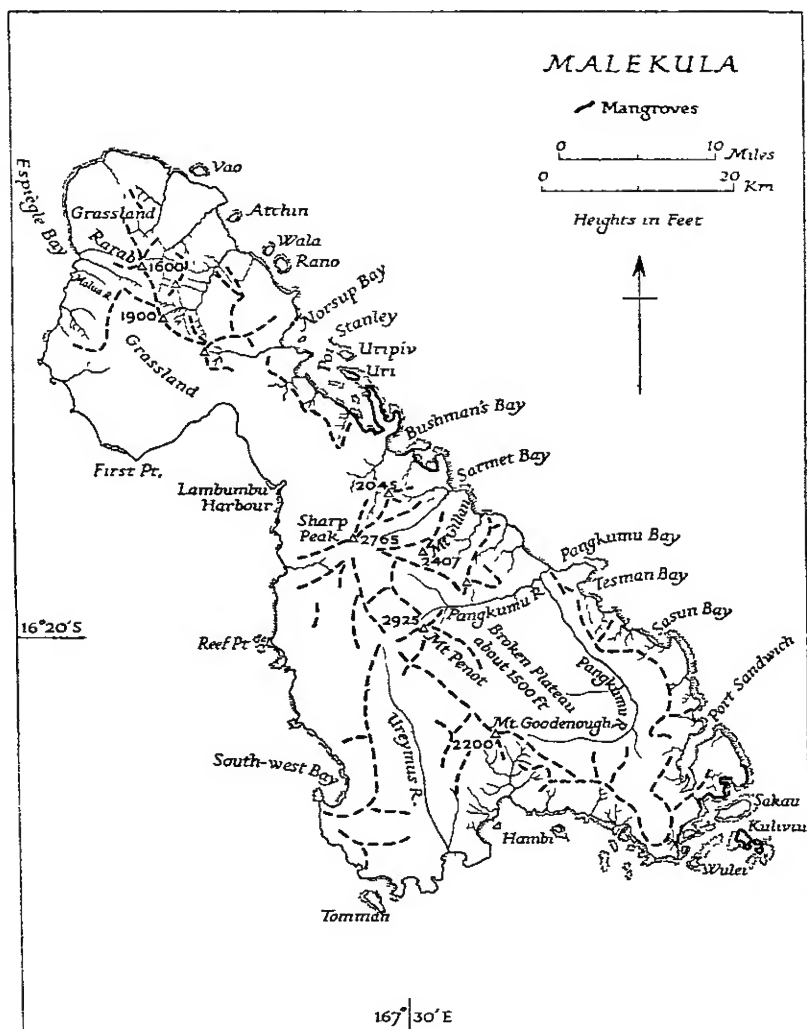 MALEKULA
Mangroves
0 10 Miles
0 20 Km
Heights in Feet
Vao
Atchin
Wala
Rano
Espiègle Bay
Grassland
Rarab
1600
Malua R.
1900
Grassland
Norsup Bay
Port Stanley
Uripiv
Uri
Bushman's Bay
Sarmet Bay
First Pt.
Lambumbu
Harbour
2045
Sharp
Peak
2765
Mt. Gillan
2407
Pangkumu Bay
Tesman Bay
Sasun Bay
Pangkumu R.
2925
Mt. Penot
16°20'S
Reef Pt.
Broken Plateau
about 1500 ft
Pangkumu R.
Port Sandwich
Mt. Goodenough
2200
Ureymus R.
South-west Bay
Hambi
Sakau
Kuliviu
Wulei
Tomman
167°30'E